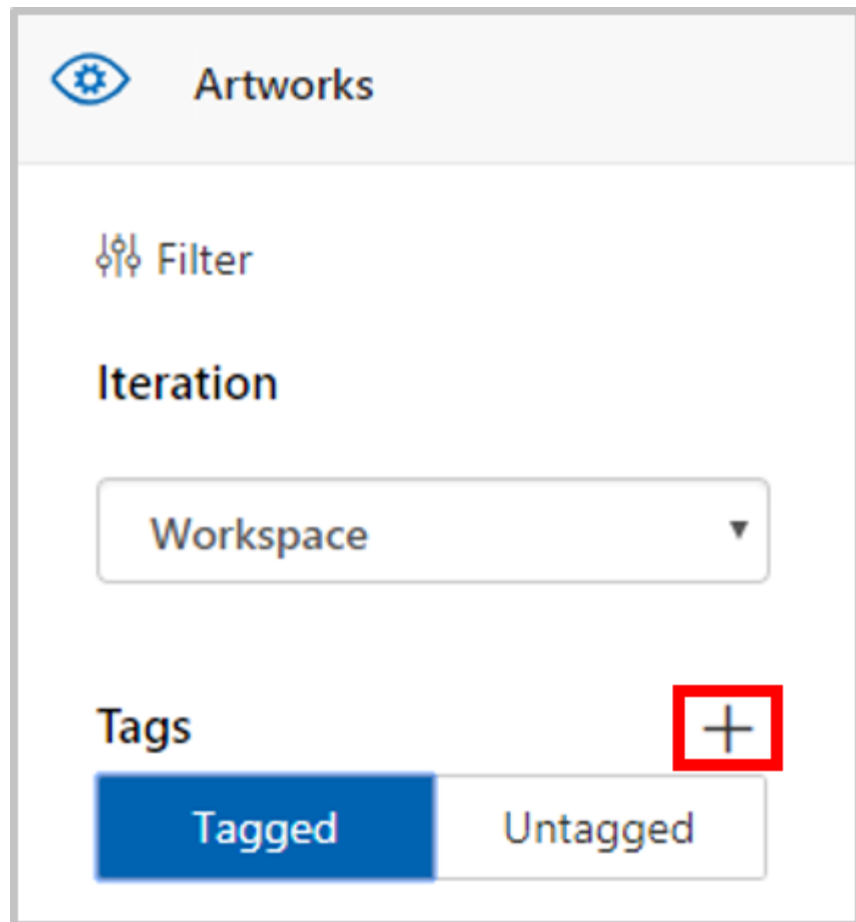 Artworks
Filter
Iteration
Workspace
Tags
Tagged Untagged